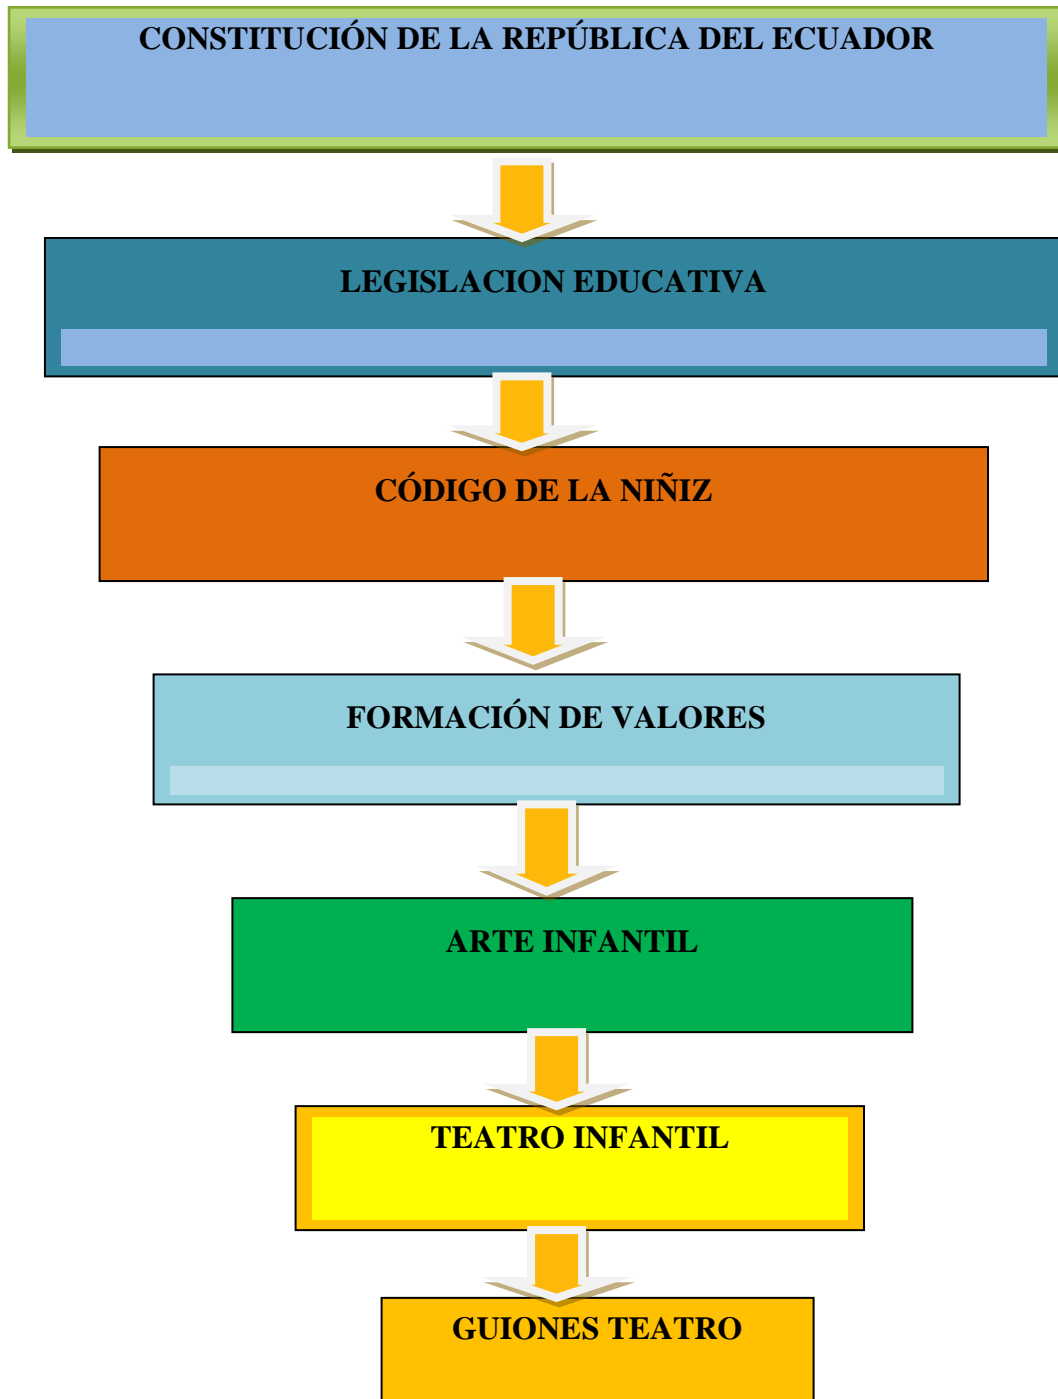 CONSTITUCIÓN DE LA REPÚBLICA DEL ECUADOR
LEGISLACION EDUCATIVA
CÓDIGO DE LA NIÑIZ
FORMACIÓN DE VALORES
ARTE INFANTIL
TEATRO INFANTIL
GUIONES TEATRO